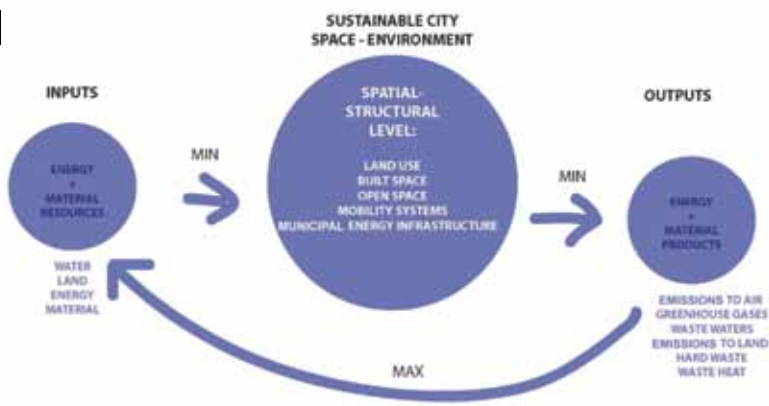 SUSTAINABLE CITY
SPACE - ENVIRONMENT
INPUTS
ENERGY
+
MATERIAL
RESOURCES
WATER
LAND
ENERGY
MATERIAL
MIN
SPATIAL-
STRUCTURAL
LEVEL:
LAND USE
BUILT SPACE
OPEN SPACE
MOBILITY SYSTEMS
MUNICIPAL ENERGY INFRASTRUCTURE
MIN
OUTPUTS
ENERGY
+
MATERIAL
PRODUCTS
EMISSIONS TO AIR
GREENHOUSE GASES
WASTE WATERS
EMISSIONS TO LAND
HARD WASTE
WASTE HEAT
MAX